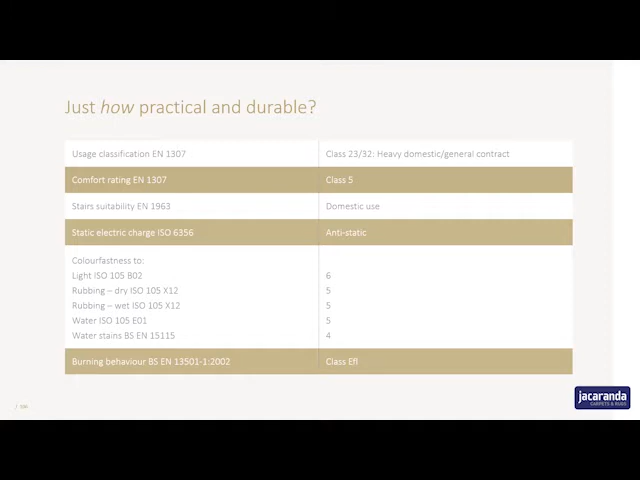 Just how practical and durable?
Usage classification EN 1307 Class 23/32: Heavy domestic/general contract
Comfort rating EN 1307 Class 5
Stairs suitability EN 1963 Domestic use
Static electric charge ISO 6356 Anti-static
Colourfastness to:
Light ISO 105 B02 6
Rubbing – dry ISO 105 X12 5
Rubbing – wet ISO 105 X12 5
Water ISO 105 E01 5
Water stains BS EN 15115 4
Burning behaviour BS EN 13501-1:2002 Class Efl
jacaranda
CARPETS & RUGS